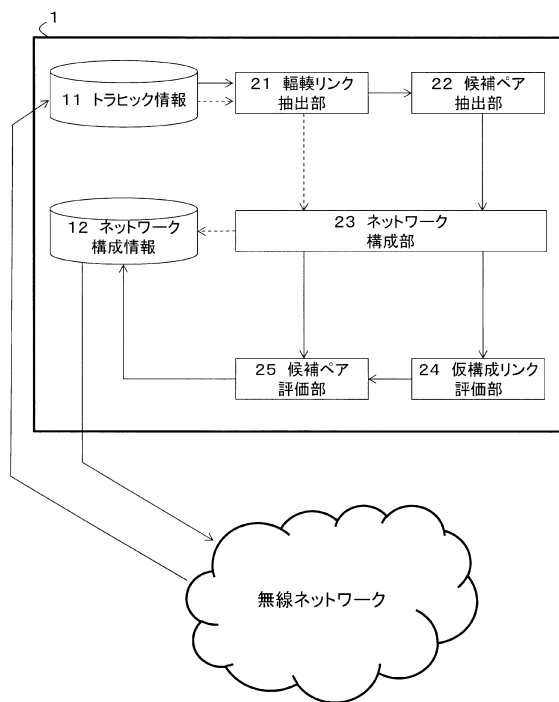 1
11 トラヒック情報
21 輻輳リンク
抽出部
22 候補ペア
抽出部
12 ネットワーク
構成情報
23 ネットワーク
構成部
25 候補ペア
評価部
24 仮構成リンク
評価部
無線ネットワーク